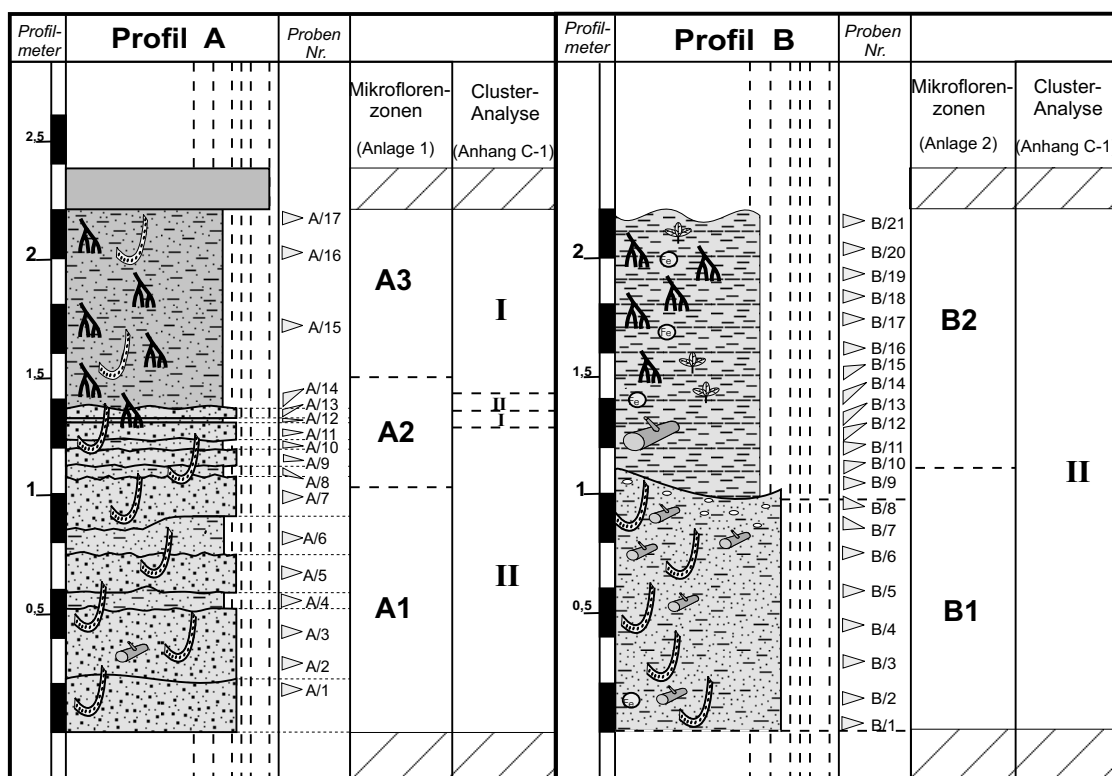 Profil-
meter
Profil A
Proben
Nr.
Mikrofloren-
zonen
(Anlage 1)
Cluster-
Analyse
(Anhang C-1)
2,5
2
1,5
1
0,5
A/17
A/16
A/15
A/14
A/13
A/12
A/11
A/10
A/9
A/8
A/7
A/6
A/5
A/4
A/3
A/2
A/1
A3
A2
A1
I
II
I
II
Profil-
meter
Profil B
Proben
Nr.
Mikrofloren-
zonen
(Anlage 2)
Cluster-
Analyse
(Anhang C-1
2,5
2
1,5
1
0,5
Fe
Fe
Fe
Fe
B/21
B/20
B/19
B/18
B/17
B/16
B/15
B/14
B/13
B/12
B/11
B/10
B/9
B/8
B/7
B/6
B/5
B/4
B/3
B/2
B/1
B2
B1
II